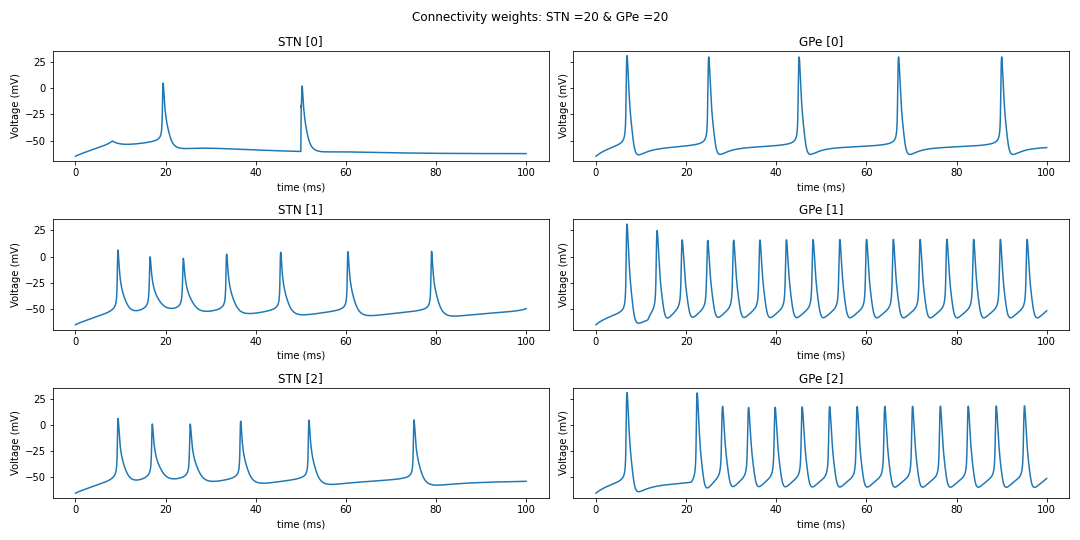 Connectivity weights: STN =20 & GPe =20
STN [0]
25
0
−25
−50
Voltage (mV)
0 20 40 60 80 100
time (ms)
GPe [0]
Voltage (mV)
0 20 40 60 80 100
time (ms)
STN [1]
25
0
−25
−50
Voltage (mV)
0 20 40 60 80 100
time (ms)
GPe [1]
Voltage (mV)
0 20 40 60 80 100
time (ms)
STN [2]
25
0
−25
−50
Voltage (mV)
0 20 40 60 80 100
time (ms)
GPe [2]
Voltage (mV)
0 20 40 60 80 100
time (ms)